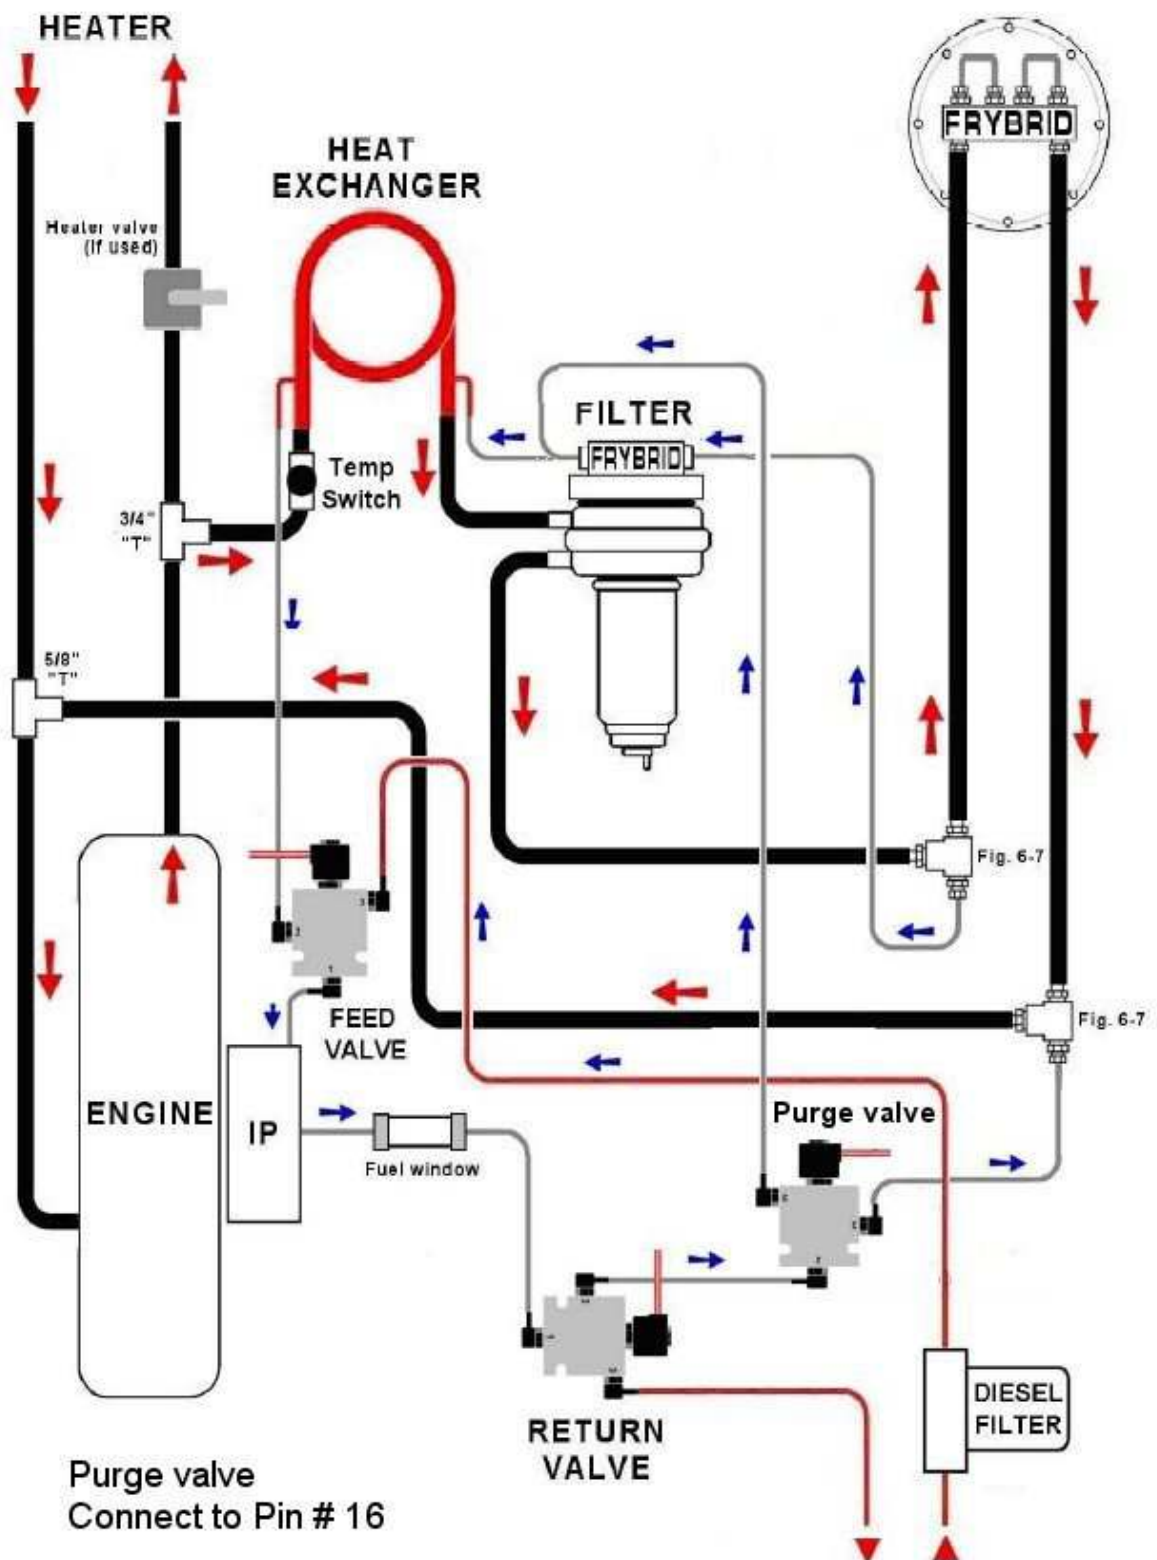 HEATER
HEAT
EXCHANGER
FRYBRID
Heater valve
(If used)
FILTER
FRYBRID
Temp
Switch
3/4"
"T"
5/8"
"T"
Fig. 6-7
FEED
VALVE
Fig. 6-7
ENGINE
IP
Purge valve
Fuel window
DIESEL
FILTER
RETURN
VALVE
Purge valve
Connect to Pin # 16